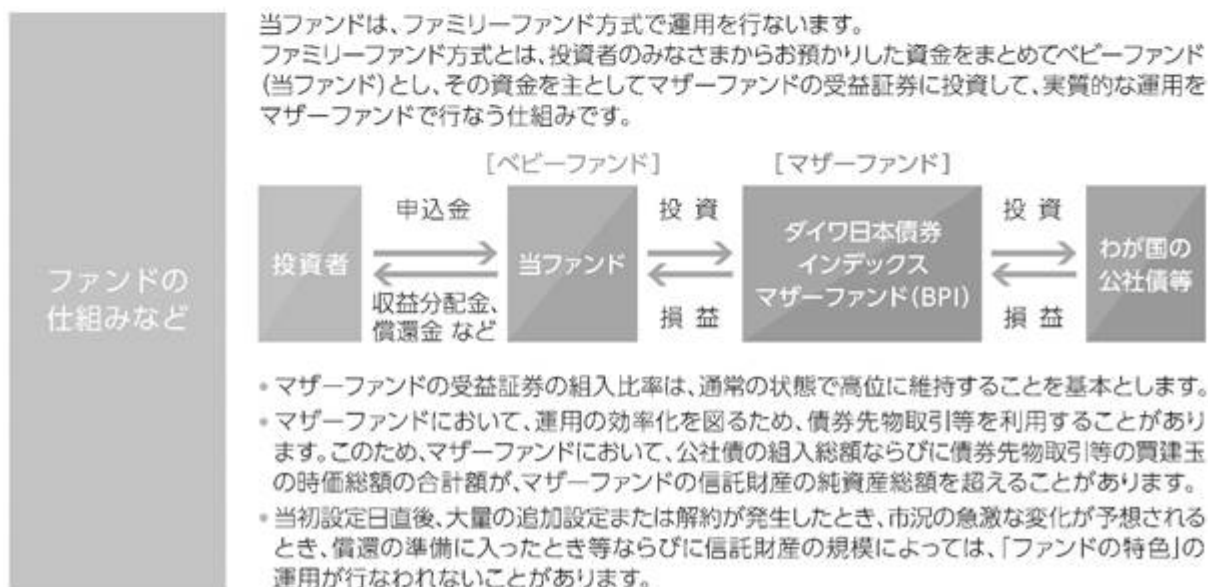 当ファンドは、ファミリーファンド方式で運用を行ないます。
ファミリーファンド方式とは、投資者のみなさまからお預かりした資金をまとめてベビーファンド
(当ファンド)とし、その資金を主としてマザーファンドの受益証券に投資して、実質的な運用を
マザーファンドで行なう仕組みです。
ファンドの
仕組みなど
[ベビーファンド]
[マザーファンド]
投資者
申込金
収益分配金、
償還金 など
当ファンド
投 資
損 益
ダイワ日本債券
インデックス
マザーファンド(BPI)
投 資
損 益
わが国の
公社債等
• マザーファンドの受益証券の組入比率は、通常の状態で高位に維持することを基本とします。
• マザーファンドにおいて、運用の効率化を図るため、債券先物取引等を利用することがあり
ます。このため、マザーファンドにおいて、公社債の組入総額ならびに債券先物取引等の買建玉
の時価総額の合計額が、マザーファンドの信託財産の純資産総額を超えることがあります。
• 当初設定日直後、大量の追加設定または解約が発生したとき、市況の急激な変化が予想される
とき、償還の準備に入ったとき等ならびに信託財産の規模によっては、「ファンドの特色」の
運用が行なわれないことがあります。